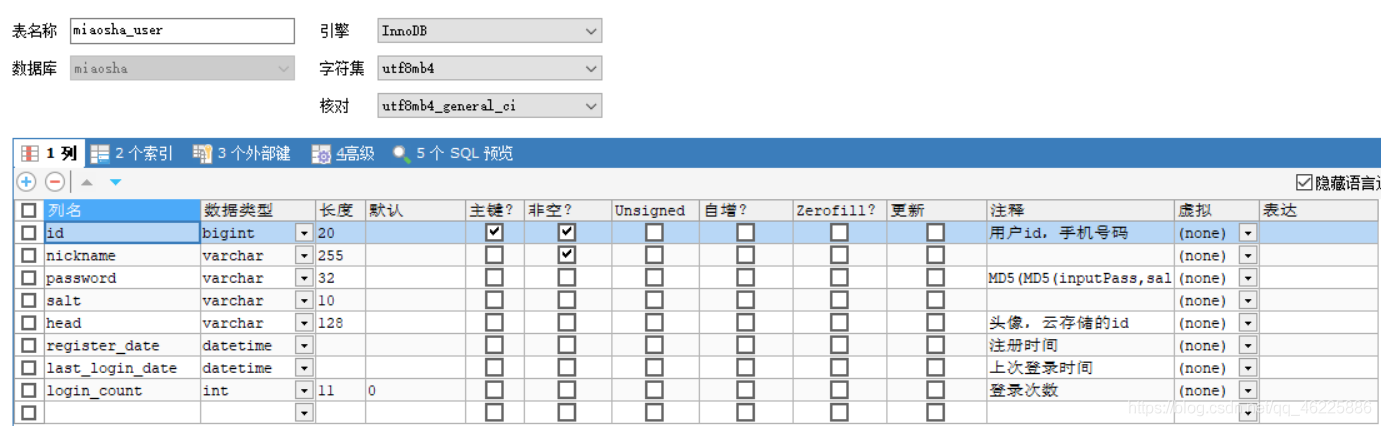 表名称 miaosha_user 引擎 InnoDB
数据库 miaosha 字符集 utf8mb4
核对 utf8mb4_general_ci
1 列 2 个索引 3 个外部键 4高级 5 个 SQL 预览
隐藏语言
列名 数据类型 长度 默认 主键? 非空? Unsigned 自增? Zerofill? 更新 注释 虚拟 表达
id bigint 20 用户id, 手机号码 (none)
nickname varchar 255 (none)
password varchar 32 MD5(MD5(inputPass,sal (none)
salt varchar 10 (none)
head varchar 128 头像, 云存储的id (none)
register_date datetime 注册时间 (none)
last_login_date datetime 上次登录时间 (none)
login_count int 11 0 登录次数 (none)
https://blog.csdn.net/qq_46225886